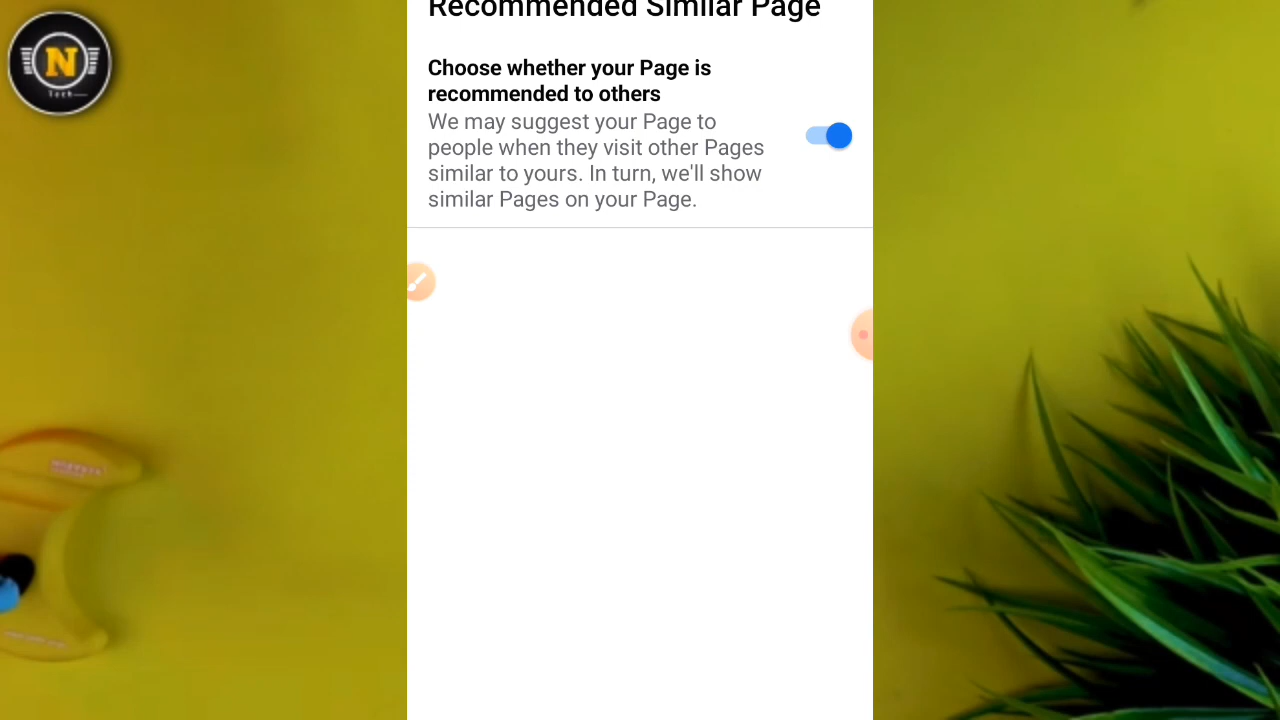 N
Tech
Recommended Similar Page
Choose whether your Page is
recommended to others
We may suggest your Page to
people when they visit other Pages
similar to yours. In turn, we'll show
similar Pages on your Page.